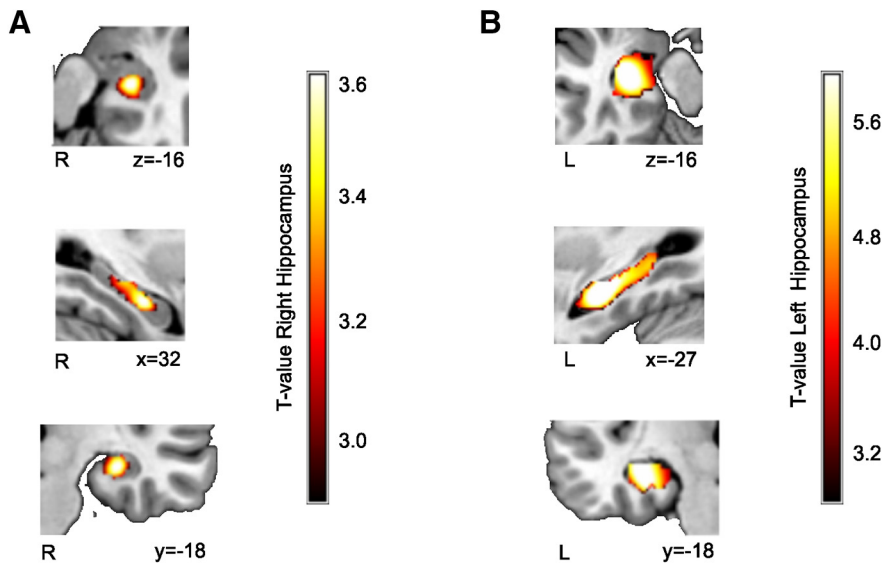 A
R z=-16
R x=32
R y=-18
T-value Right Hippocampus
3.6
3.4
3.2
3.0
B
L z=-16
L x=-27
L y=-18
T-value Left Hippocampus
5.6
4.8
4.0
3.2